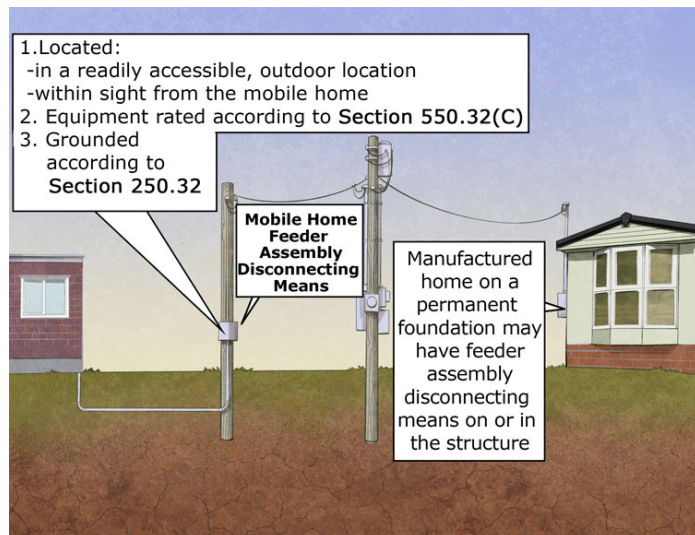 1.Located:
-in a readily accessible, outdoor location
-within sight from the mobile home
2. Equipment rated according to Section 550.32(C)
3. Grounded
according to
Section 250.32
Mobile Home
Feeder
Assembly
Disconnecting
Means
Manufactured
home on a
permanent
foundation may
have feeder
assembly
disconnecting
means on or in
the structure